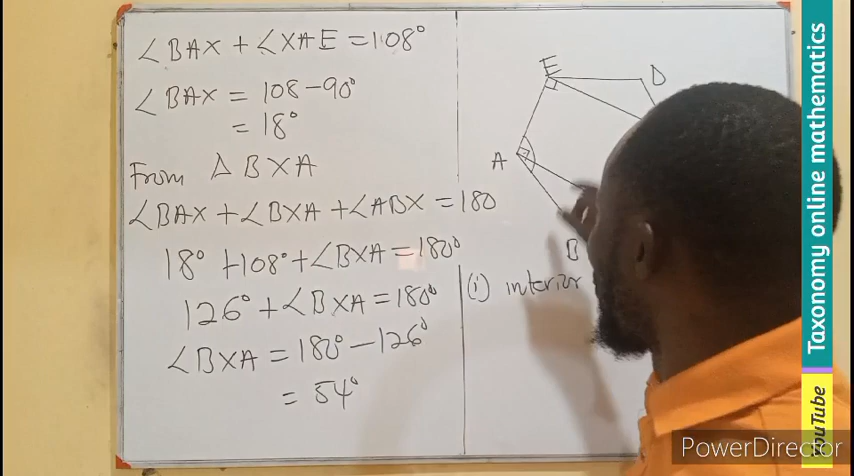 ∠BAX + ∠XAE = 108°
∠BAX = 108 - 90°
= 18°
From Δ BXA
∠BAX + ∠BXA + ∠ABX = 180
18° + 108° + ∠BXA = 180°
126° + ∠BXA = 180°
∠BXA = 180° - 126°
= 54°
E
D
A
B
(i) interior
Taxonomy online mathematics
YouTube
PowerDirector